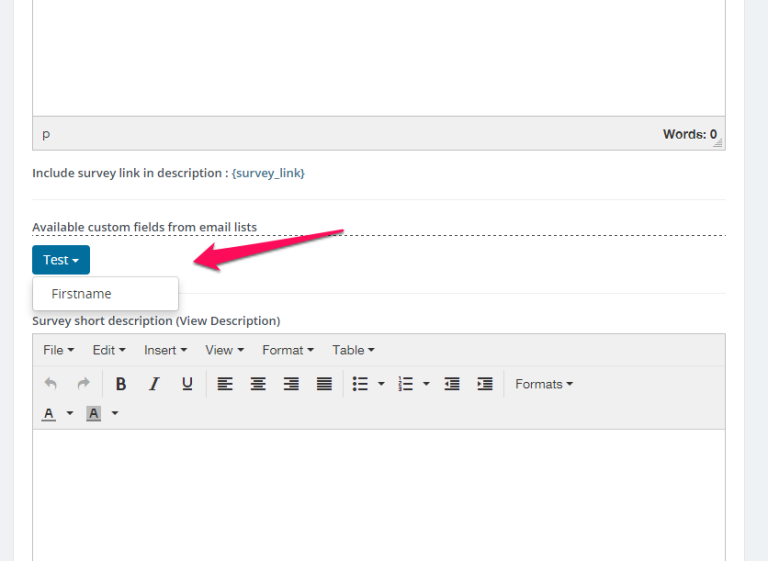 p Words: 0
Include survey link in description : {survey_link}
Available custom fields from email lists
Test
Firstname
Survey short description (View Description)
File Edit Insert View Format Table
B I U Formats
A A